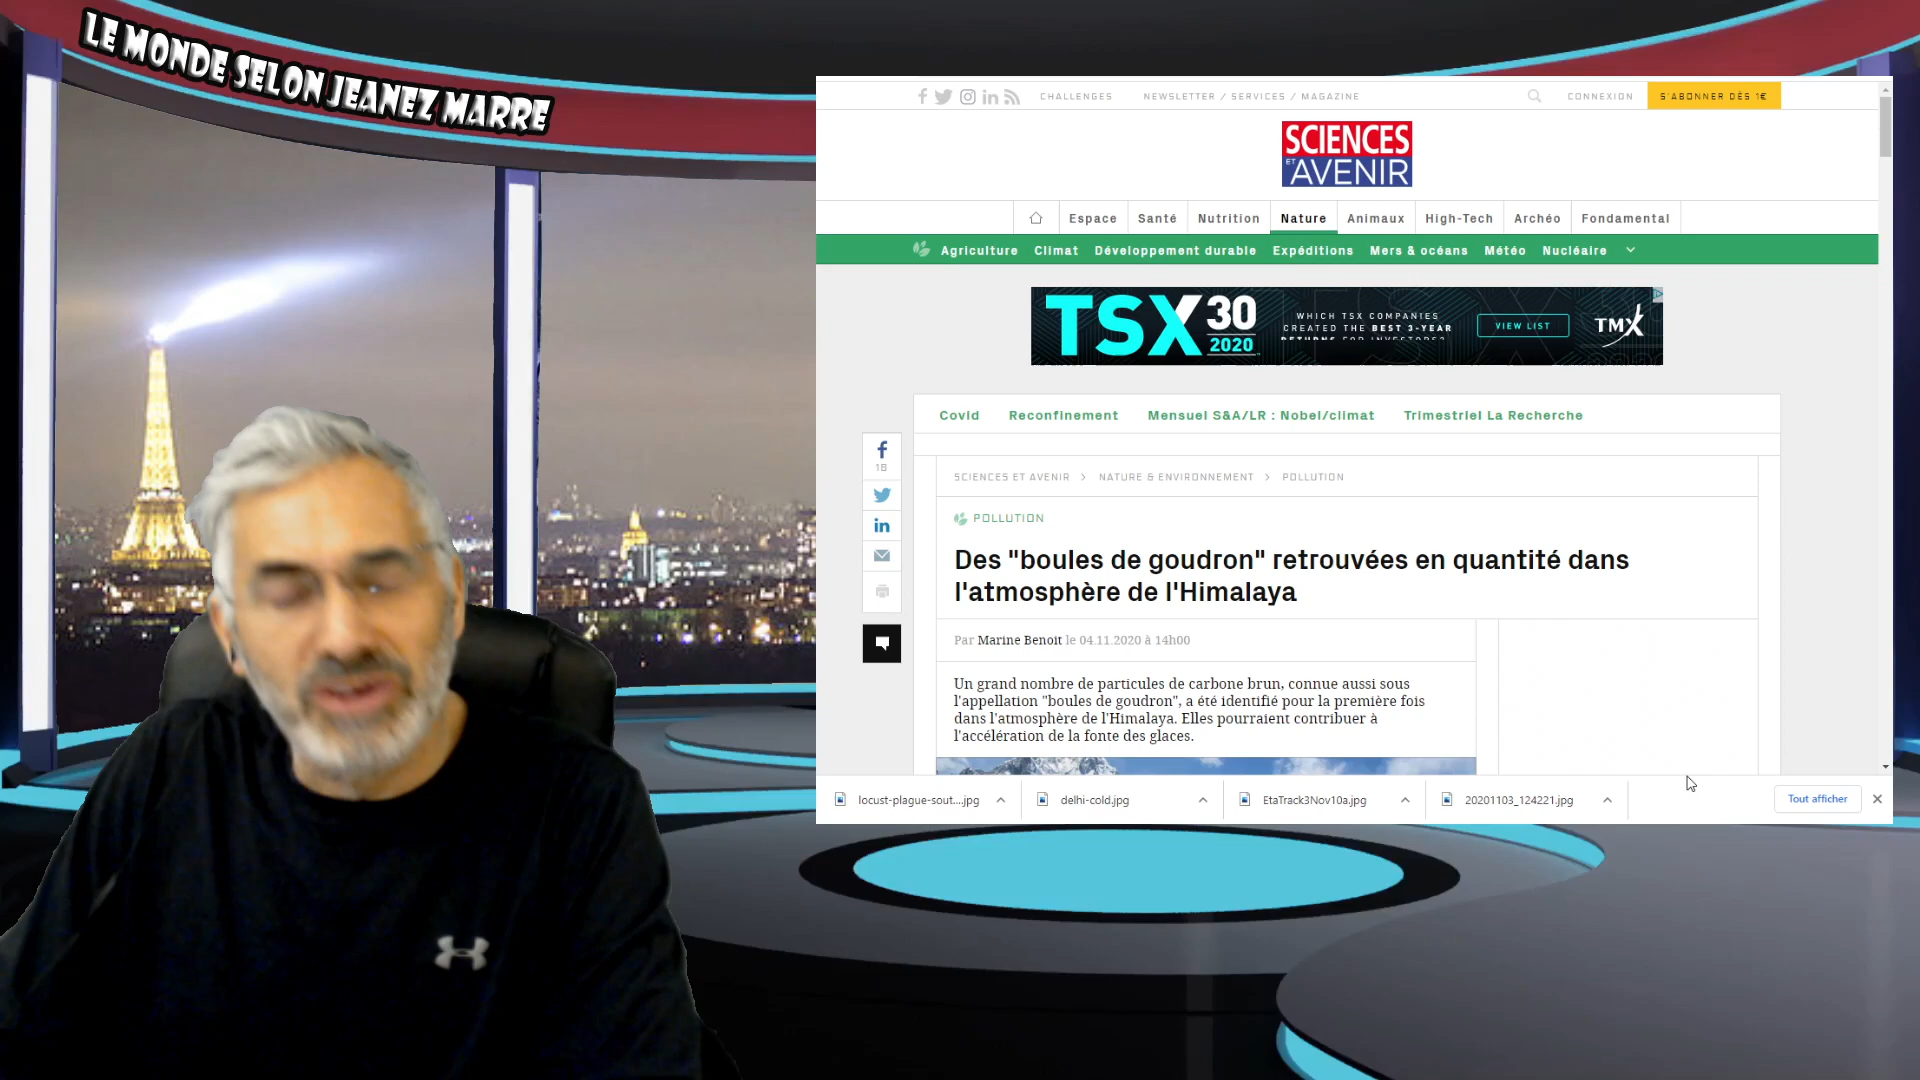 LE MONDE SELON JEANEZ MARRE
CHALLENGES
NEWSLETTER / SERVICES / MAGAZINE
CONNEXION
S'ABONNER DÈS 1€
SCIENCES
ET AVENIR
Espace
Santé
Nutrition
Nature
Animaux
High-Tech
Archéo
Fondamental
Agriculture
Climat
Développement durable
Expéditions
Mers & océans
Météo
Nucléaire
TSX 30
2020
WHICH TSX COMPANIES
CREATED THE BEST 3-YEAR
RETURNS FOR INVESTORS?
VIEW LIST
TMX
Covid
Reconfinement
Mensuel S&A/LR : Nobel/climat
Trimestriel La Recherche
18
SCIENCES ET AVENIR > NATURE & ENVIRONNEMENT > POLLUTION
POLLUTION
Des "boules de goudron" retrouvées en quantité dans
l'atmosphère de l'Himalaya
Par Marine Benoit le 04.11.2020 à 14h00
Un grand nombre de particules de carbone brun, connue aussi sous
l'appellation "boules de goudron", a été identifié pour la première fois
dans l'atmosphère de l'Himalaya. Elles pourraient contribuer à
l'accélération de la fonte des glaces.
locust-plague-sout....jpg
delhi-cold.jpg
EtaTrack3Nov10a.jpg
20201103_124221.jpg
Tout afficher